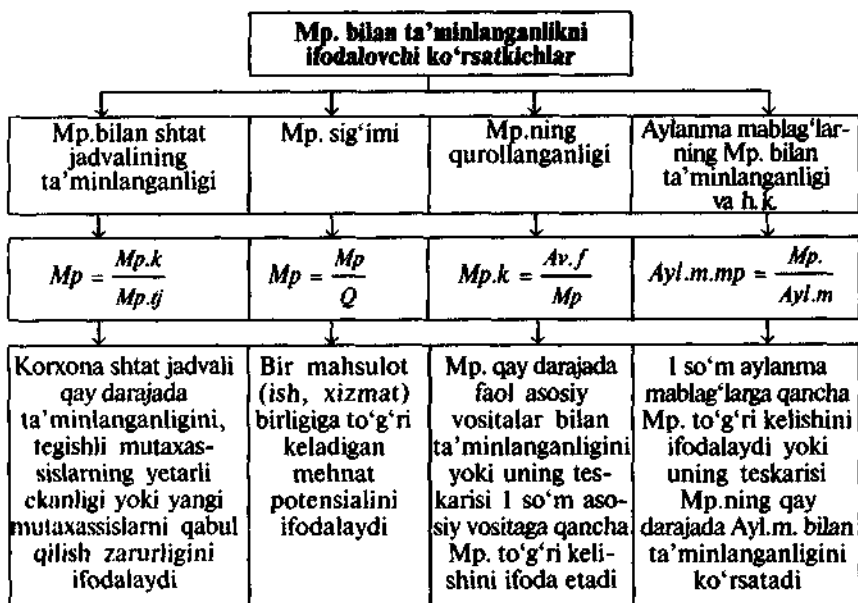 Mp. bilan ta’minlanganlikni
ifodalovchi ko‘rsatkichlar
Mp.bilan shtat
jadvalining
ta’minlanganligi
Mp. sig‘imi
Mp.ning
qurollanganligi
Aylanma mablag‘lar-
ning Mp. bilan
ta’minlanganligi
va h.k.
Mp = Mp.k / Mp.tj
Mp = Mp / Q
Mp.k = Av.f / Mp
Ayl.m.mp = Mp. / Ayl.m
Korxona shtat jadvali
qay darajada
ta’minlanganligini,
tegishli mutaxas-
sislarning yetarli
ekanligi yoki yangi
mutaxassislarni qabul
qilish zarurligini
ifodalaydi
Bir mahsulot
(ish, xizmat)
birligiga to‘g‘ri
keladigan
mehnat
potensialini
ifodalaydi
Mp. qay darajada
faol asosiy
vositalar bilan
ta’minlanganligini
yoki uning tes-
karisi 1 so‘m aso-
siy vositaga qancha
Mp. to‘g‘ri keli-
shini ifoda etadi
1 so‘m aylanma
mablag‘larga qancha
Mp. to‘g‘ri kelishini
ifodalaydi yoki
uning teskarisi
Mp.ning qay
darajada Ayl.m. bilan
ta’minlanganligini
ko‘rsatadi